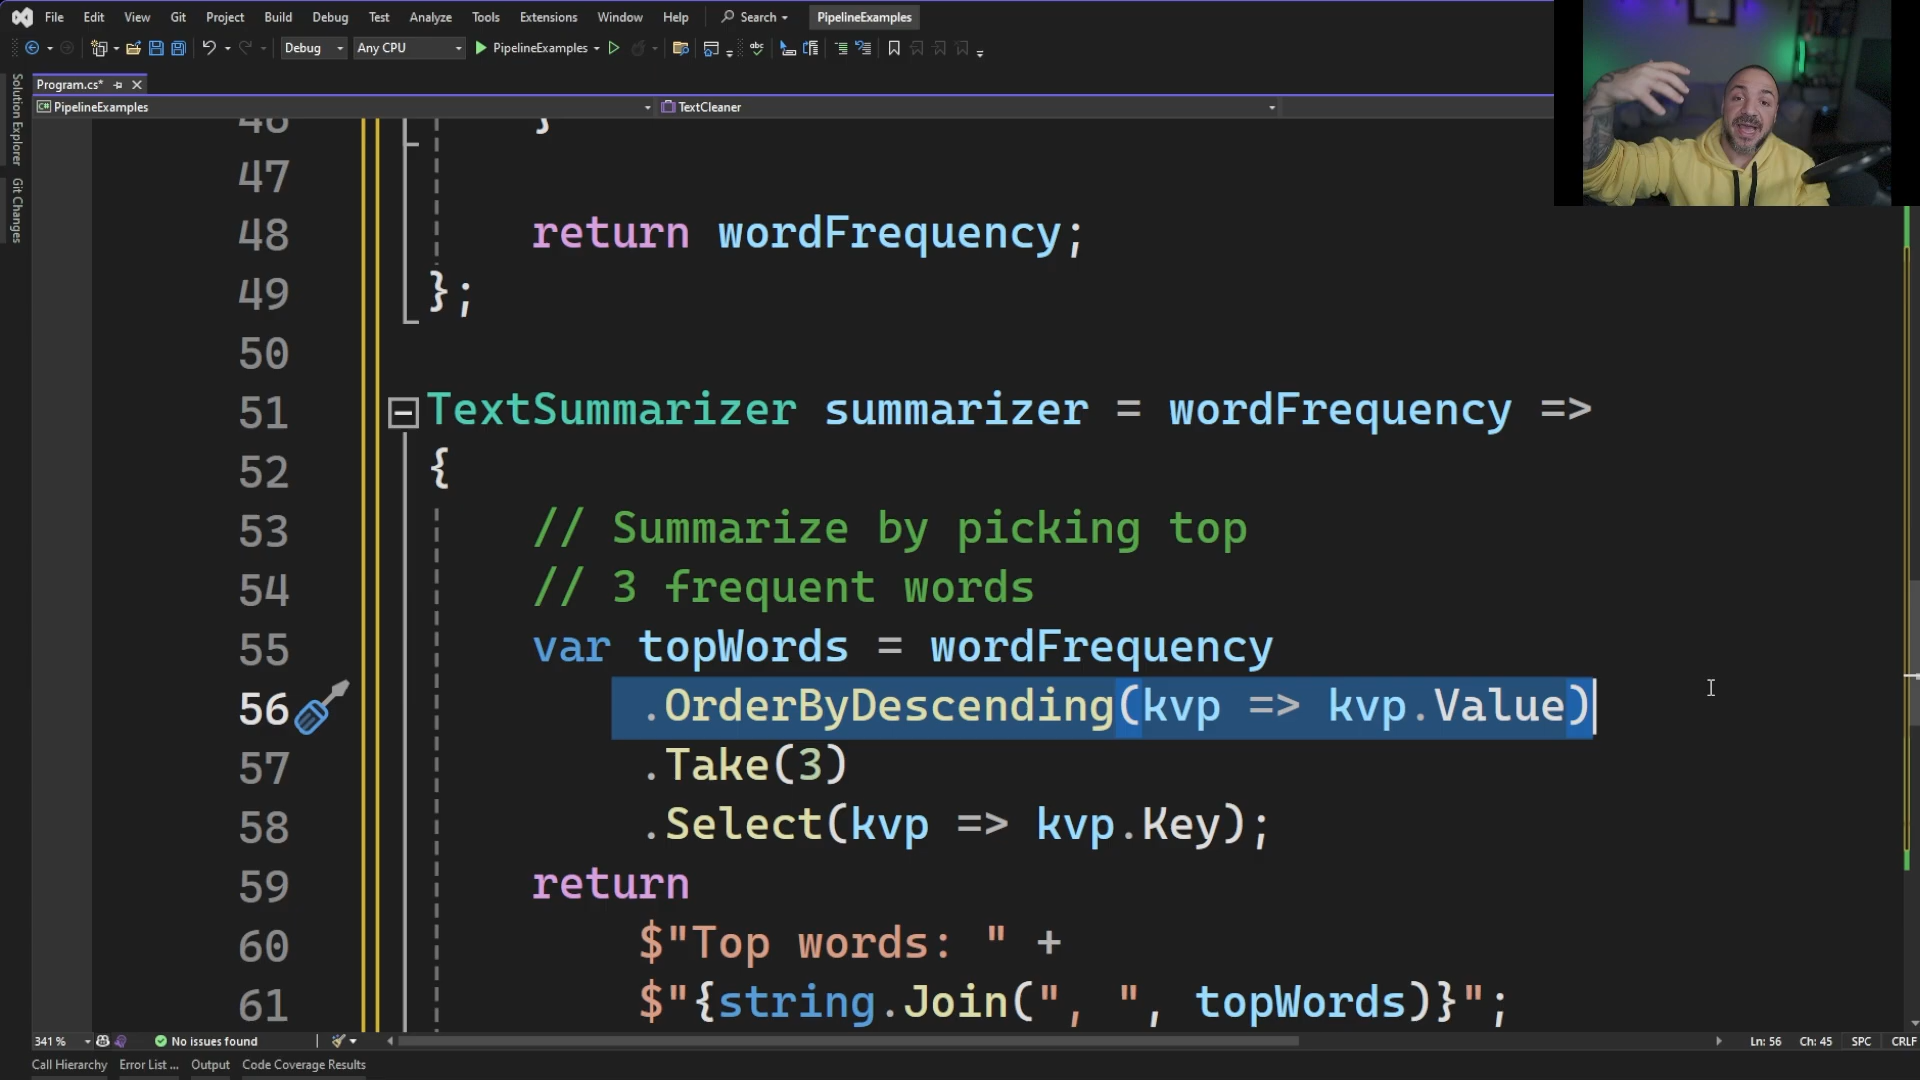 File Edit View Git Project Build Debug Test Analyze Tools Extensions Window Help Search PipelineExamples
Debug Any CPU PipelineExamples
Program.cs*
PipelineExamples TextCleaner
Solution Explorer
Git Changes
46 }
47
48 return wordFrequency;
49 };
50
51 TextSummarizer summarizer = wordFrequency =>
52 {
53 // Summarize by picking top
54 // 3 frequent words
55 var topWords = wordFrequency
56 .OrderByDescending(kvp => kvp.Value)
57 .Take(3)
58 .Select(kvp => kvp.Key);
59 return
60 $"Top words: " +
61 $"{string.Join(", ", topWords)}";
341 % No issues found Ln: 56 Ch: 45 SPC CRLF
Call Hierarchy Error List ... Output Code Coverage Results